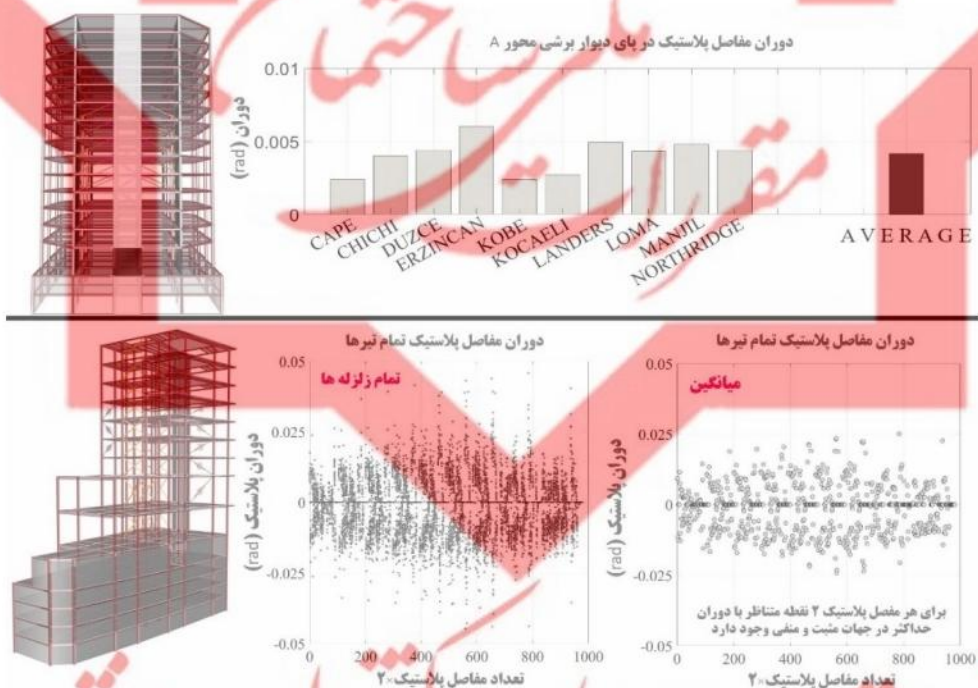 دوران مفاصل پلاستیک در پای دیوار برشی محور A
دوران (rad)
0.01
0.005
0
CAPE
CHICHI
DUZCE
ERZINCAN
KOBE
KOCAELI
LANDERS
LOMA
MANJIL
NORTHRIDGE
AVERAGE
دوران مفاصل پلاستیک تمام تیرها
تمام زلزله ها
دوران پلاستیک (rad)
0.05
0.025
0
-0.025
-0.05
0 200 400 600 800 1000
تعداد مفاصل پلاستیک×۲
دوران مفاصل پلاستیک تمام تیرها
میانگین
دوران پلاستیک (rad)
0.05
0.025
0
-0.025
-0.05
برای هر مفصل پلاستیک ۲ نقطه متناظر با دوران
حداکثر در جهات مثبت و منفی وجود دارد
0 200 400 600 800 1000
تعداد مفاصل پلاستیک×۲
مقررات
ملی ساختمان